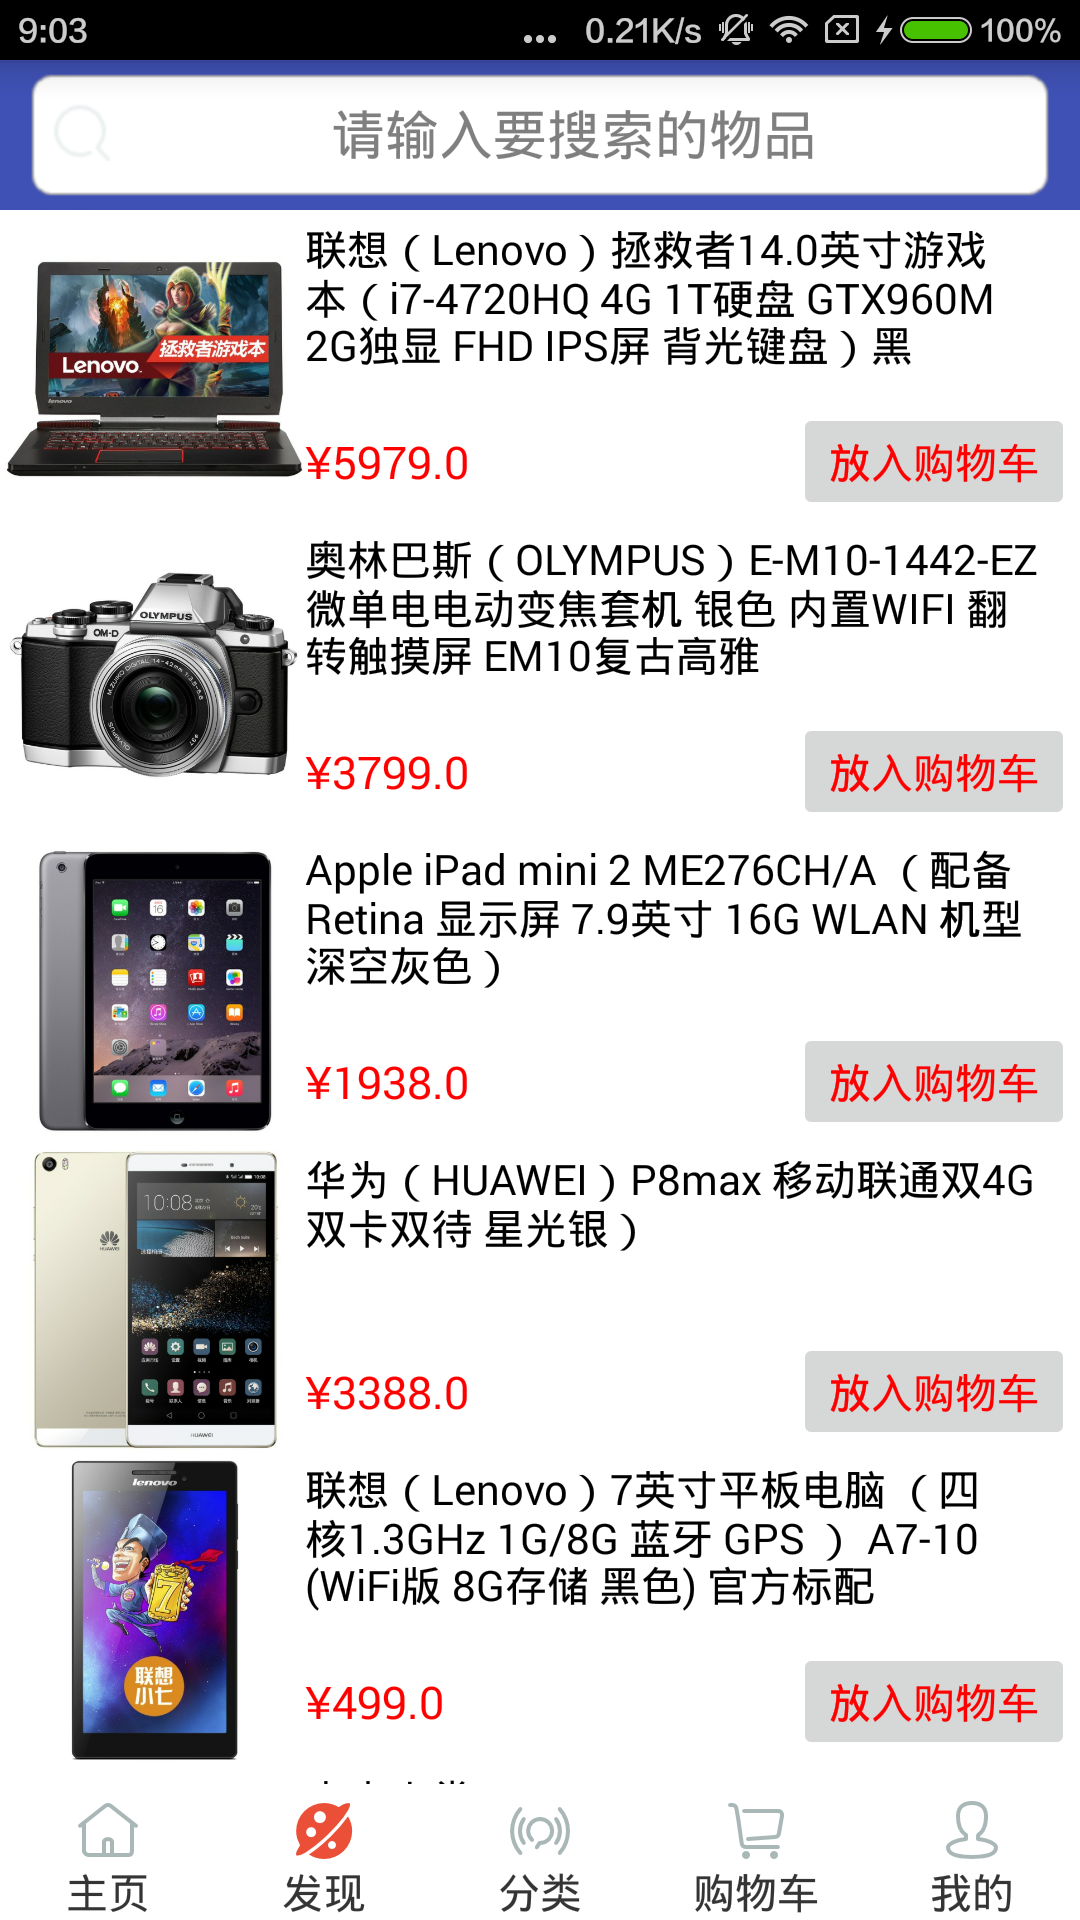 9:03
... 0.21K/s 100%
请输入要搜索的物品
联想（Lenovo）拯救者14.0英寸游戏
本（i7-4720HQ 4G 1T硬盘 GTX960M
2G独显 FHD IPS屏 背光键盘）黑
拯救者游戏本
Lenovo
lenovo
¥5979.0
放入购物车
奥林巴斯（OLYMPUS）E-M10-1442-EZ
微单电电动变焦套机 银色 内置WIFI 翻
转触摸屏 EM10复古高雅
OLYMPUS
OM-D
¥3799.0
放入购物车
Apple iPad mini 2 ME276CH/A （配备
Retina 显示屏 7.9英寸 16G WLAN 机型
深空灰色）
¥1938.0
放入购物车
华为（HUAWEI）P8max 移动联通双4G
双卡双待 星光银）
10:08
HUAWEI
HUAWEI
¥3388.0
放入购物车
联想（Lenovo）7英寸平板电脑 （四
核1.3GHz 1G/8G 蓝牙 GPS ） A7-10
(WiFi版 8G存储 黑色) 官方标配
lenovo
7
联想
小七
¥499.0
放入购物车
主页
发现
分类
购物车
我的